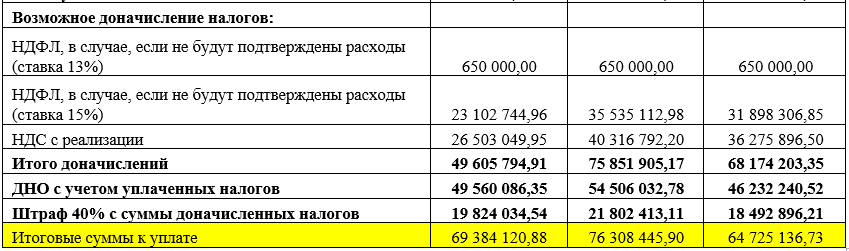 Возможное доначисление налогов:
НДФЛ, в случае, если не будут подтверждены расходы
(ставка 13%) 650 000,00 650 000,00 650 000,00
НДФЛ, в случае, если не будут подтверждены расходы
(ставка 15%) 23 102 744,96 35 535 112,98 31 898 306,85
НДС с реализации 26 503 049,95 40 316 792,20 36 275 896,50
Итого доначислений 49 605 794,91 75 851 905,17 68 174 203,35
ДНО с учетом уплаченных налогов 49 560 086,35 54 506 032,78 46 232 240,52
Штраф 40% с суммы доначисленных налогов 19 824 034,54 21 802 413,11 18 492 896,21
Итоговые суммы к уплате 69 384 120,88 76 308 445,90 64 725 136,73